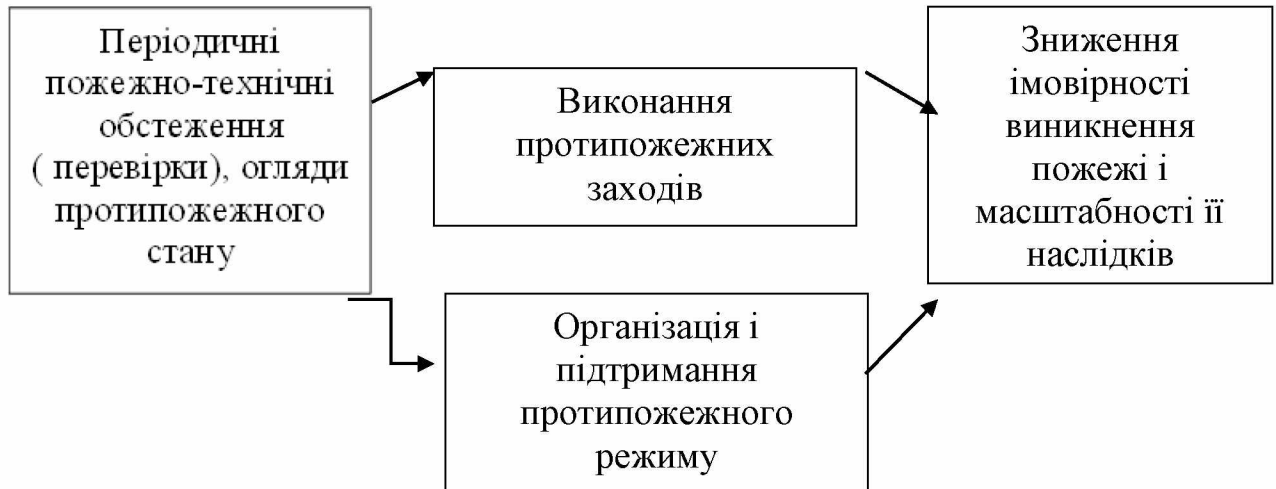 Періодичні
пожежно-технічні
обстеження
( перевірки), огляди
протипожежного
стану
Виконання
протипожежних
заходів
Організація і
підтримання
протипожежного
режиму
Зниження
імовірності
виникнення
пожежі і
масштабності її
наслідків